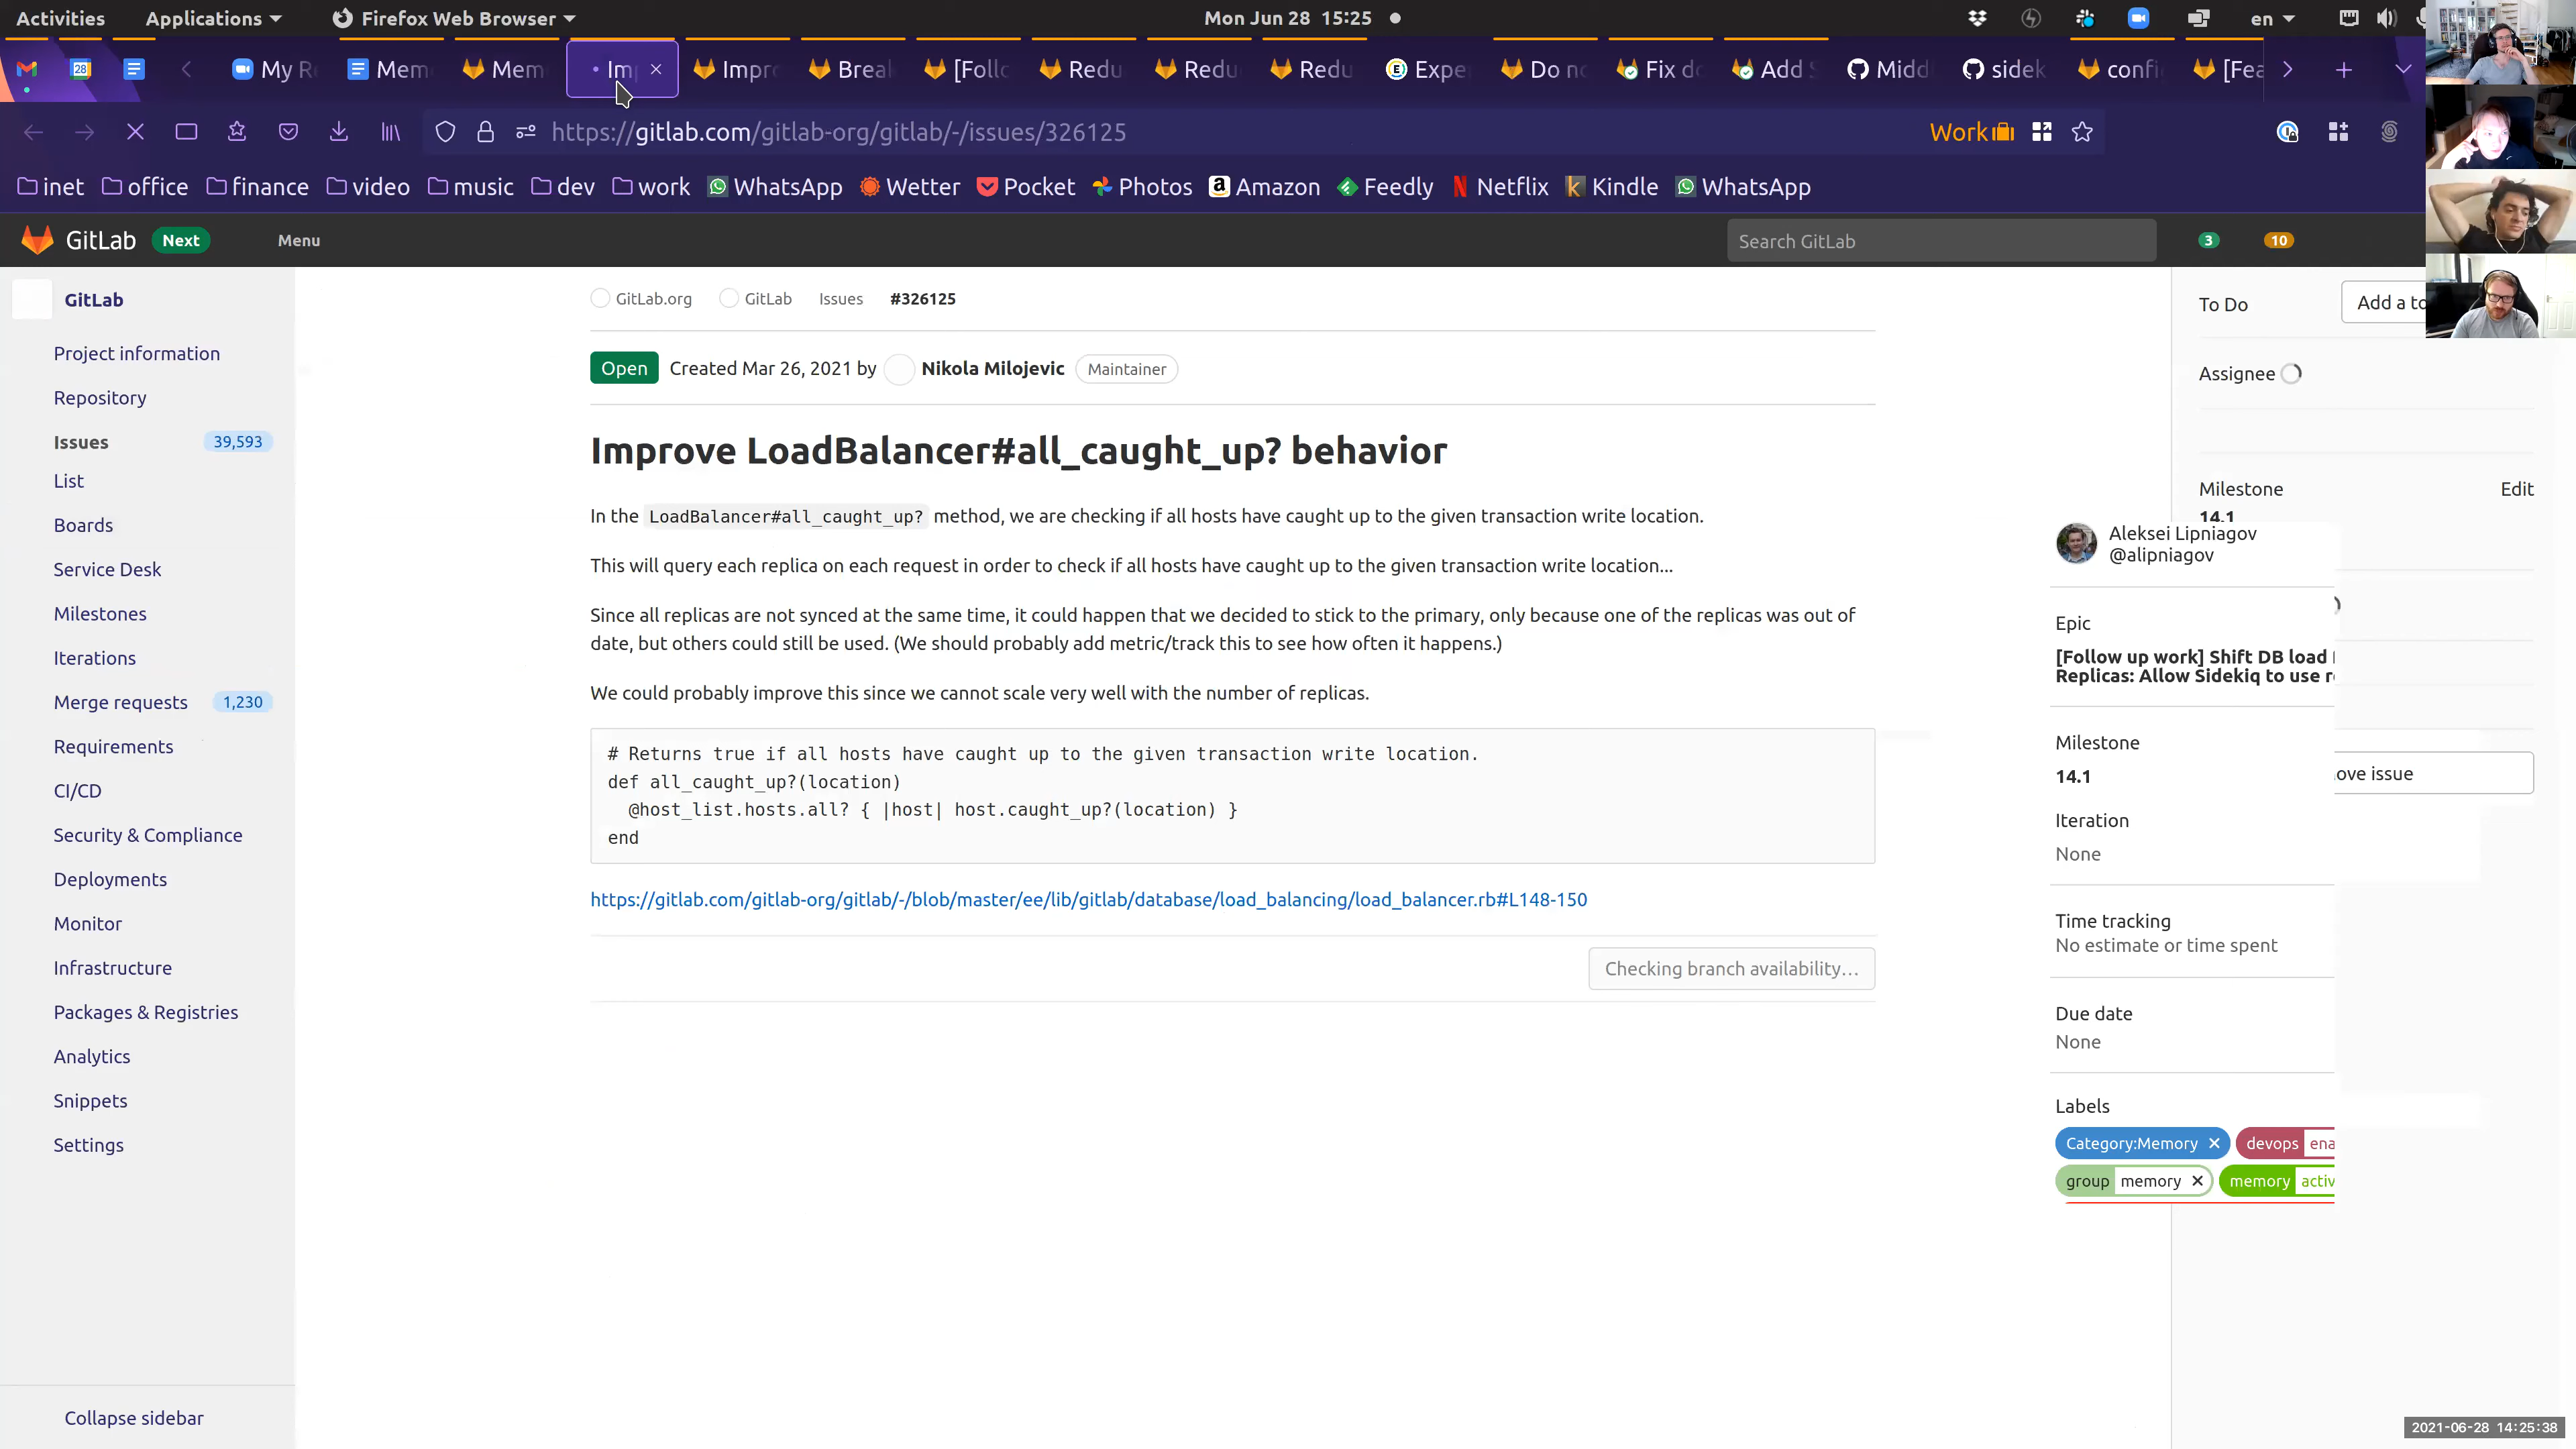 Activities Applications Firefox Web Browser Mon Jun 28 15:25 en
28 My Re Mem Mem Im Impro Break [Follo Redu Redu Redu Expe Do no Fix do Add S Midd sidek confi [Fea
https://gitlab.com/gitlab-org/gitlab/-/issues/326125 Work
inet office finance video music dev work WhatsApp Wetter Pocket Photos Amazon Feedly Netflix Kindle WhatsApp
GitLab Next Menu Search GitLab 3 10
GitLab
Project information
Repository
Issues 39,593
List
Boards
Service Desk
Milestones
Iterations
Merge requests 1,230
Requirements
CI/CD
Security & Compliance
Deployments
Monitor
Infrastructure
Packages & Registries
Analytics
Snippets
Settings
Collapse sidebar
GitLab.org GitLab Issues #326125
Open Created Mar 26, 2021 by Nikola Milojevic Maintainer
Improve LoadBalancer#all_caught_up? behavior
In the LoadBalancer#all_caught_up? method, we are checking if all hosts have caught up to the given transaction write location.
This will query each replica on each request in order to check if all hosts have caught up to the given transaction write location...
Since all replicas are not synced at the same time, it could happen that we decided to stick to the primary, only because one of the replicas was out of
date, but others could still be used. (We should probably add metric/track this to see how often it happens.)
We could probably improve this since we cannot scale very well with the number of replicas.
# Returns true if all hosts have caught up to the given transaction write location.
def all_caught_up?(location)
@host_list.hosts.all? { |host| host.caught_up?(location) }
end
https://gitlab.com/gitlab-org/gitlab/-/blob/master/ee/lib/gitlab/database/load_balancing/load_balancer.rb#L148-150
Checking branch availability…
To Do Add a to
Assignee
Milestone Edit
14.1
Aleksei Lipniagov
@alipniagov
Epic
[Follow up work] Shift DB load
Replicas: Allow Sidekiq to use r
Milestone
14.1 ove issue
Iteration
None
Time tracking
No estimate or time spent
Due date
None
Labels
Category:Memory devops ena
group memory memory activ
2021-06-28 14:25:38